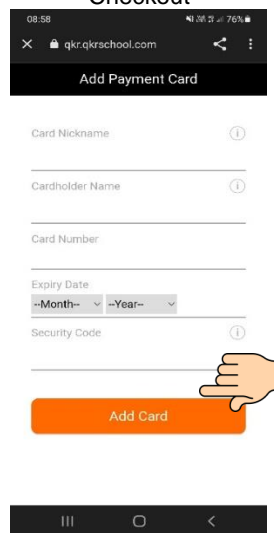 Checkout
08:58
76%
qkr.qkrschool.com
Add Payment Card
Card Nickname
Cardholder Name
Card Number
Expiry Date
--Month-- --Year--
Security Code
Add Card